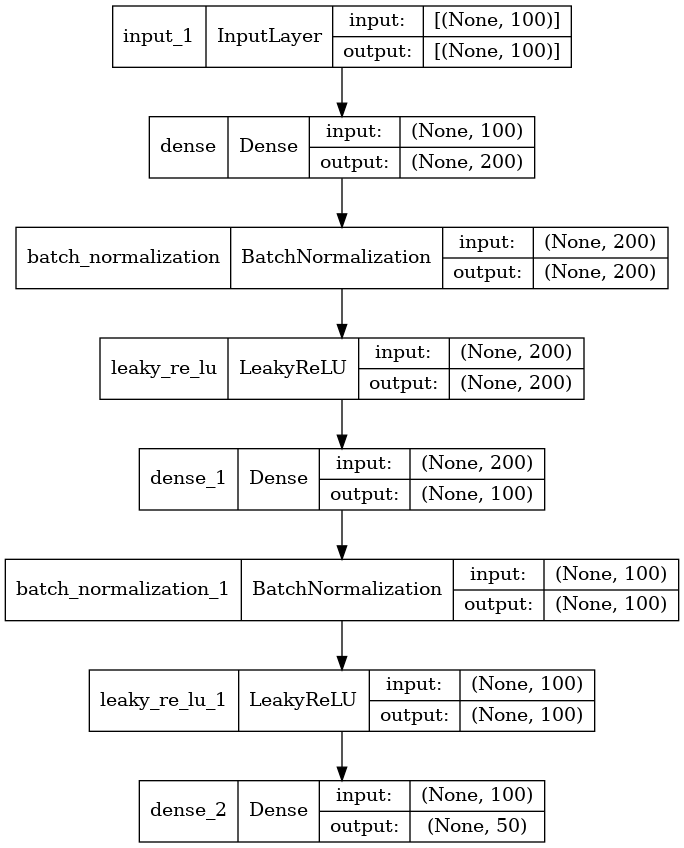 input_1 InputLayer input: [(None, 100)]
output: [(None, 100)]
dense Dense input: (None, 100)
output: (None, 200)
batch_normalization BatchNormalization input: (None, 200)
output: (None, 200)
leaky_re_lu LeakyReLU input: (None, 200)
output: (None, 200)
dense_1 Dense input: (None, 200)
output: (None, 100)
batch_normalization_1 BatchNormalization input: (None, 100)
output: (None, 100)
leaky_re_lu_1 LeakyReLU input: (None, 100)
output: (None, 100)
dense_2 Dense input: (None, 100)
output: (None, 50)